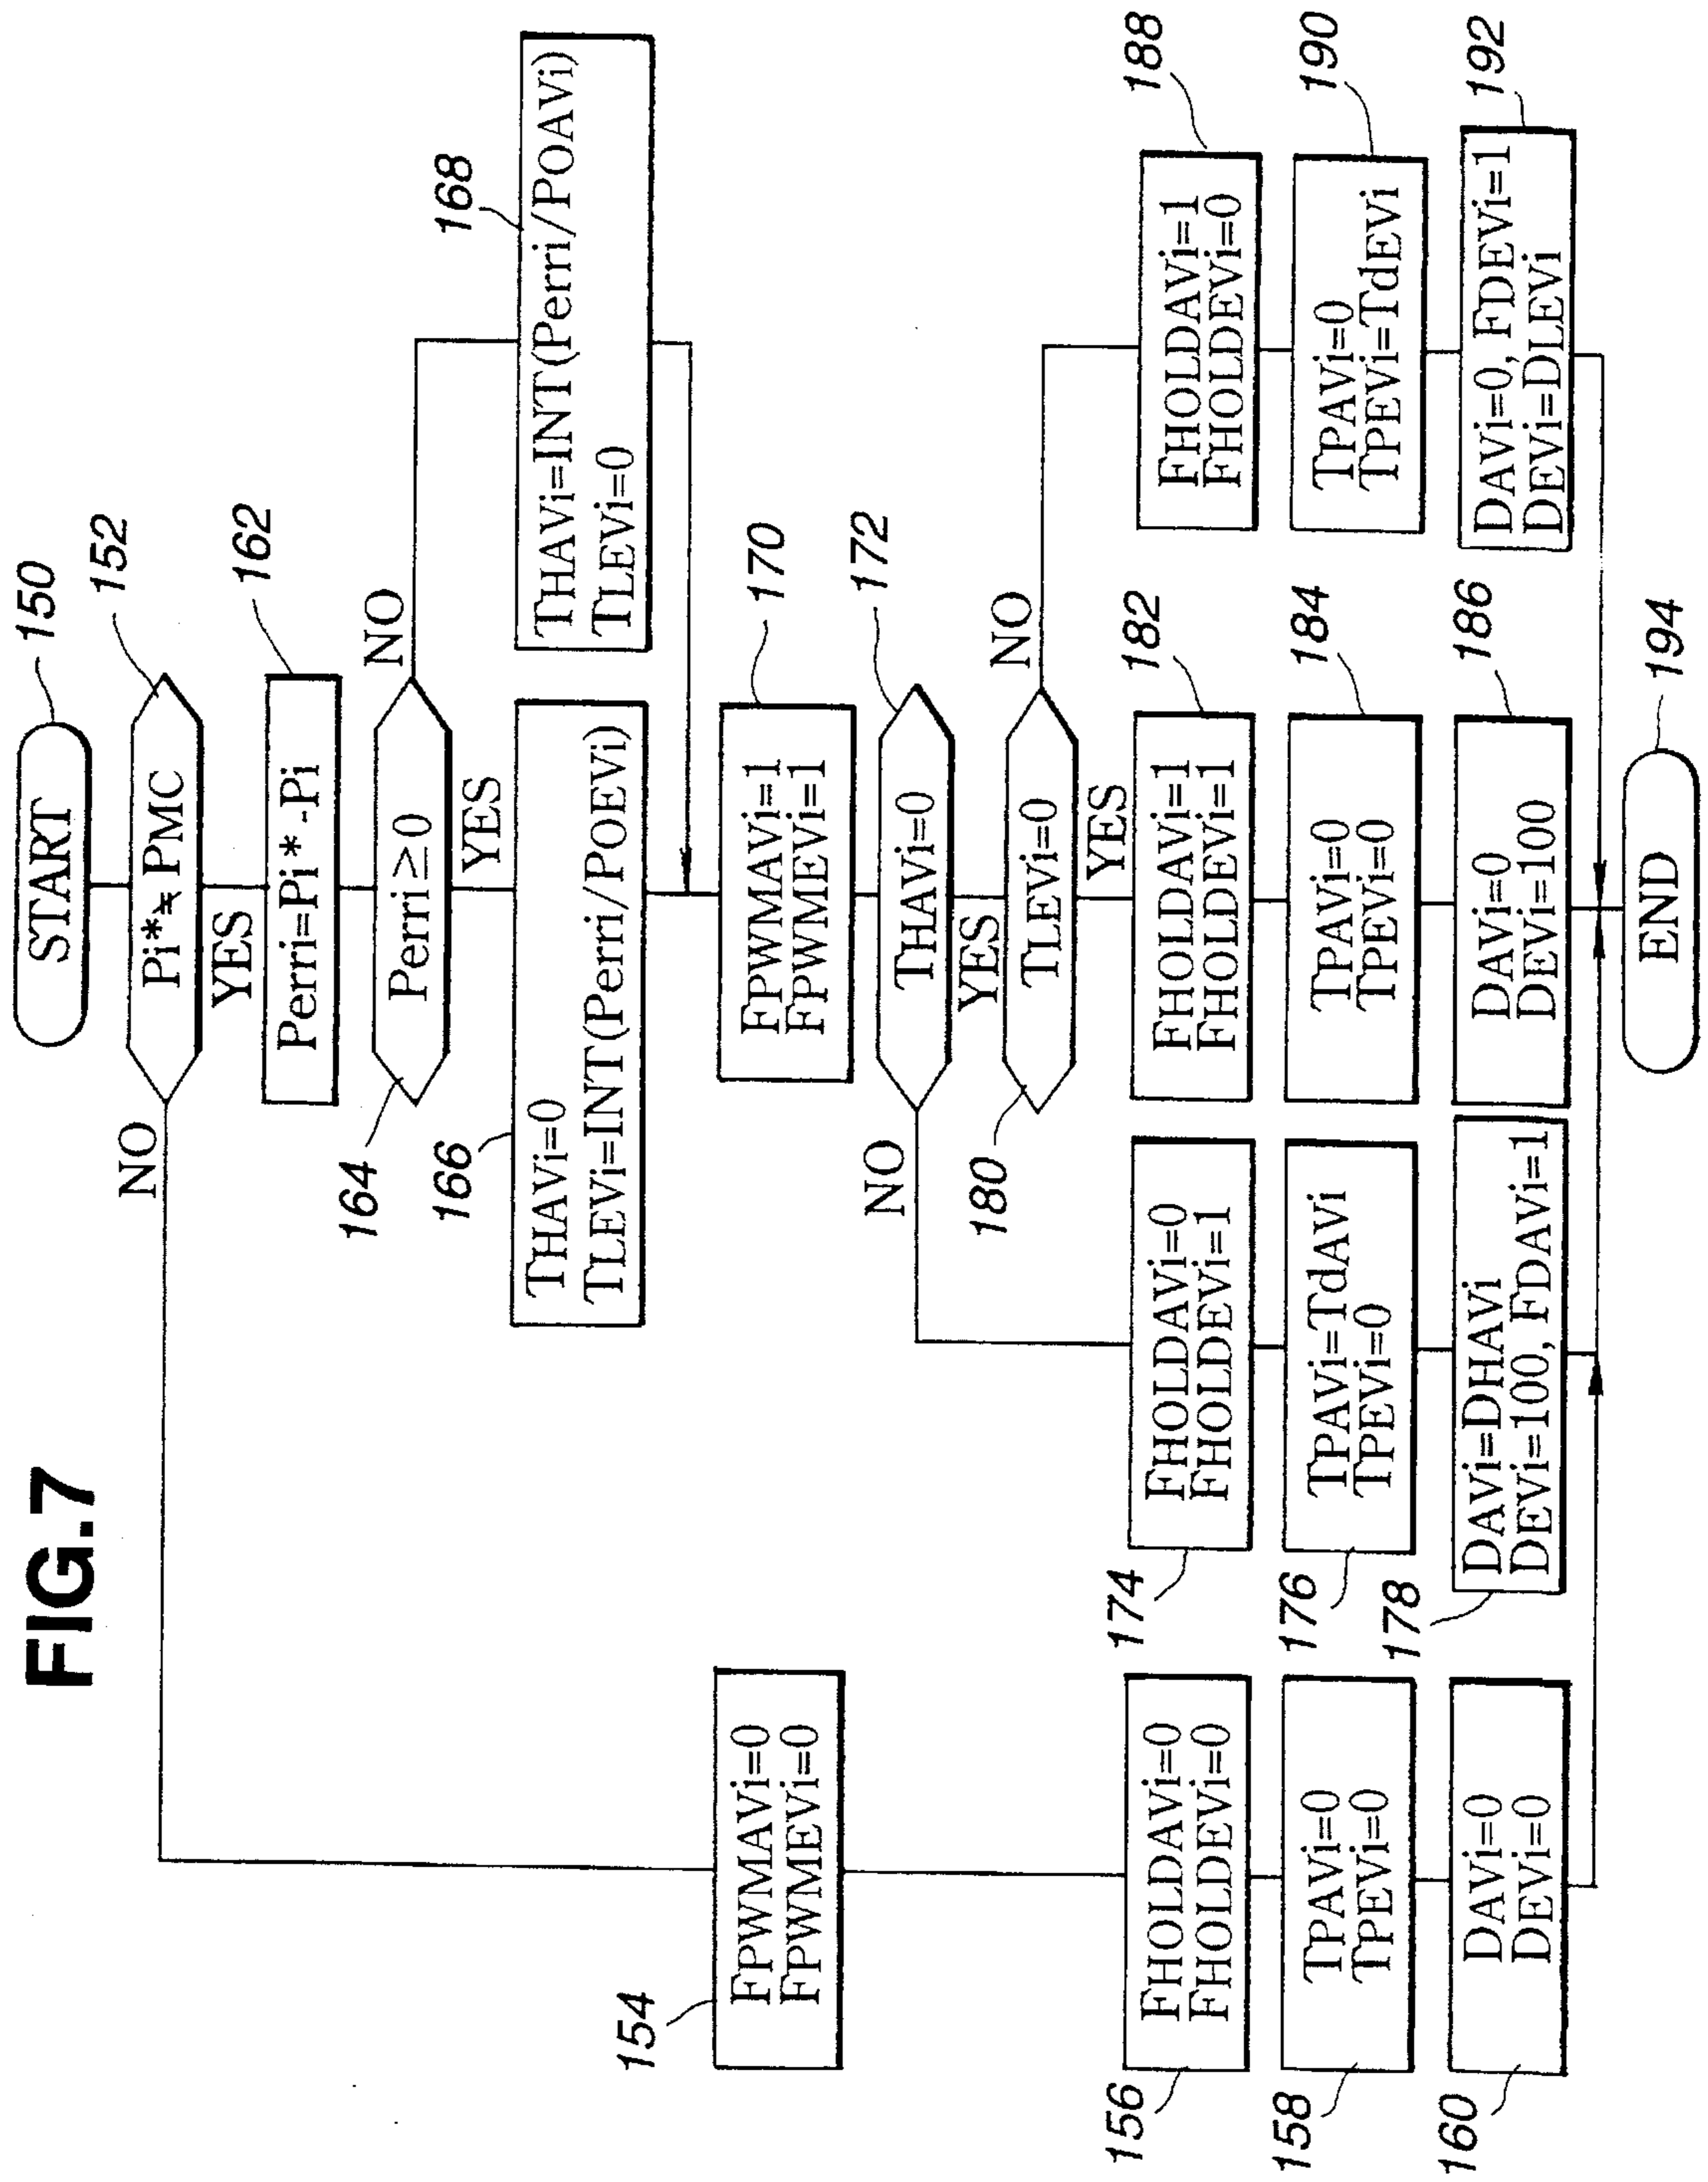 FIG.7
START
150
Pi*≒PMC
152
NO
YES
Perri=Pi*-Pi
162
Perri≥0
164
NO
YES
THAVi=0
TLEVi=INT(Perri/POEVi)
166
THAVi=INT(Perri/POAVi)
TLEVi=0
168
FPWMAVi=0
FPWMEVi=0
154
FPWMAVi=1
FPWMEVi=1
170
THAVi=0
172
NO
YES
TLEVi=0
180
NO
YES
FHOLDAVi=0
FHOLDEVi=0
156
FHOLDAVi=0
FHOLDEVi=1
174
FHOLDAVi=1
FHOLDEVi=1
182
FHOLDAVi=1
FHOLDEVi=0
188
TPAVi=0
TPEVi=0
158
TPAVi=TdAVi
TPEVi=0
176
TPAVi=0
TPEVi=0
184
TPAVi=0
TPEVi=TdEVi
190
DAVi=0
DEVi=0
160
DAVi=DHAVi
DEVi=100, FDAVi=1
178
DAVi=0
DEVi=100
186
DAVi=0, FDEVi=1
DEVi=DLEVi
192
END
194